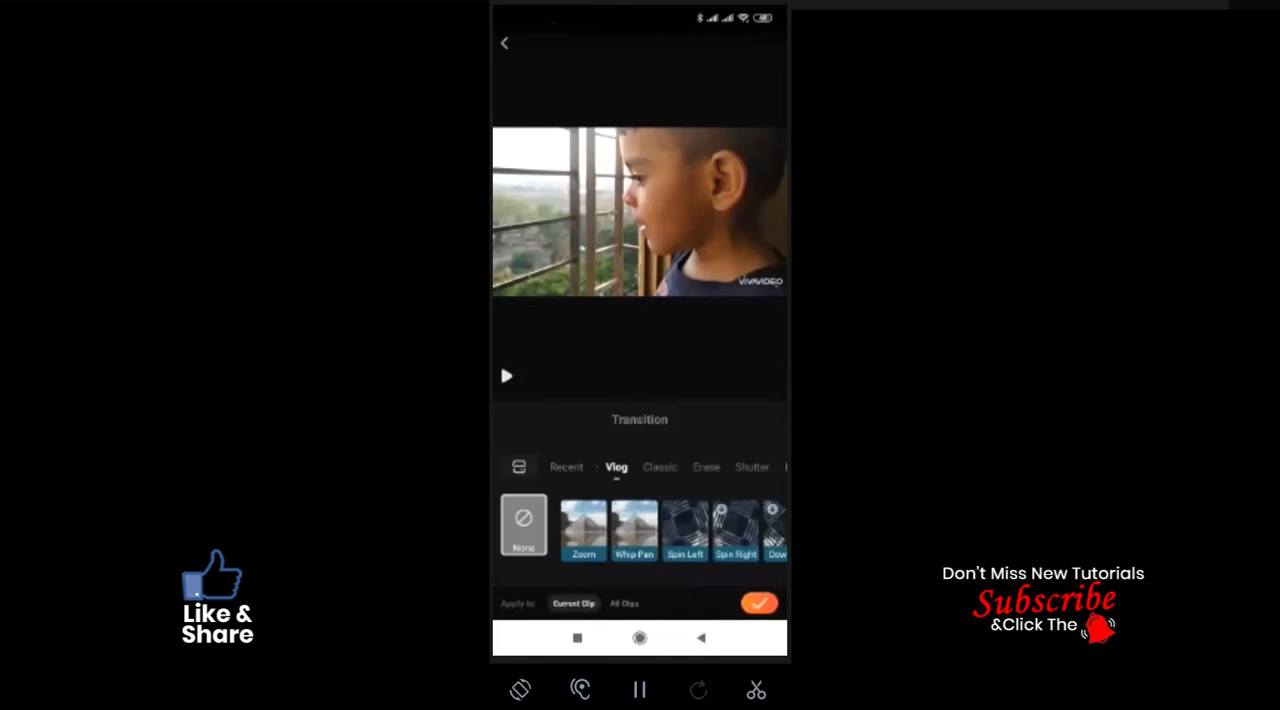 VIVAVIDEO
Transition
Recent Vlog Classic Erase Shutter
None Zoom Whip Pan Spin Left Spin Right Dow
Apply to Current Clip All Clips
Like &
Share
Don't Miss New Tutorials
Subscribe
&Click The